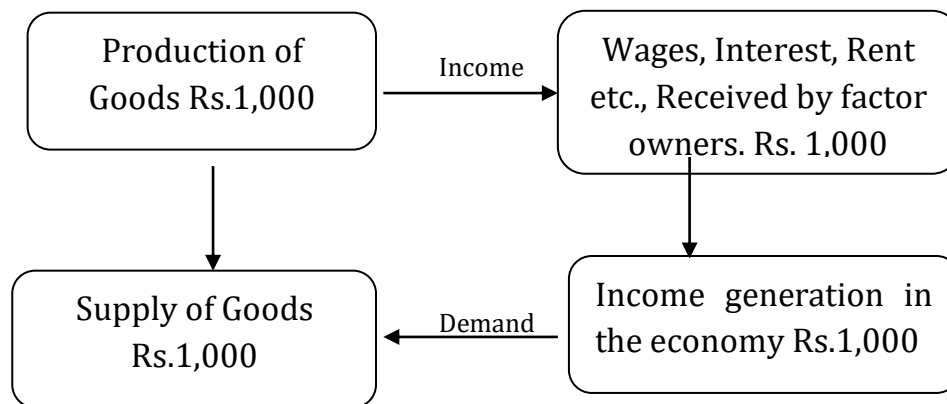 Production of
Goods Rs.1,000
Income
Wages, Interest, Rent
etc., Received by factor
owners. Rs. 1,000
Supply of Goods
Rs.1,000
Demand
Income generation in
the economy Rs.1,000